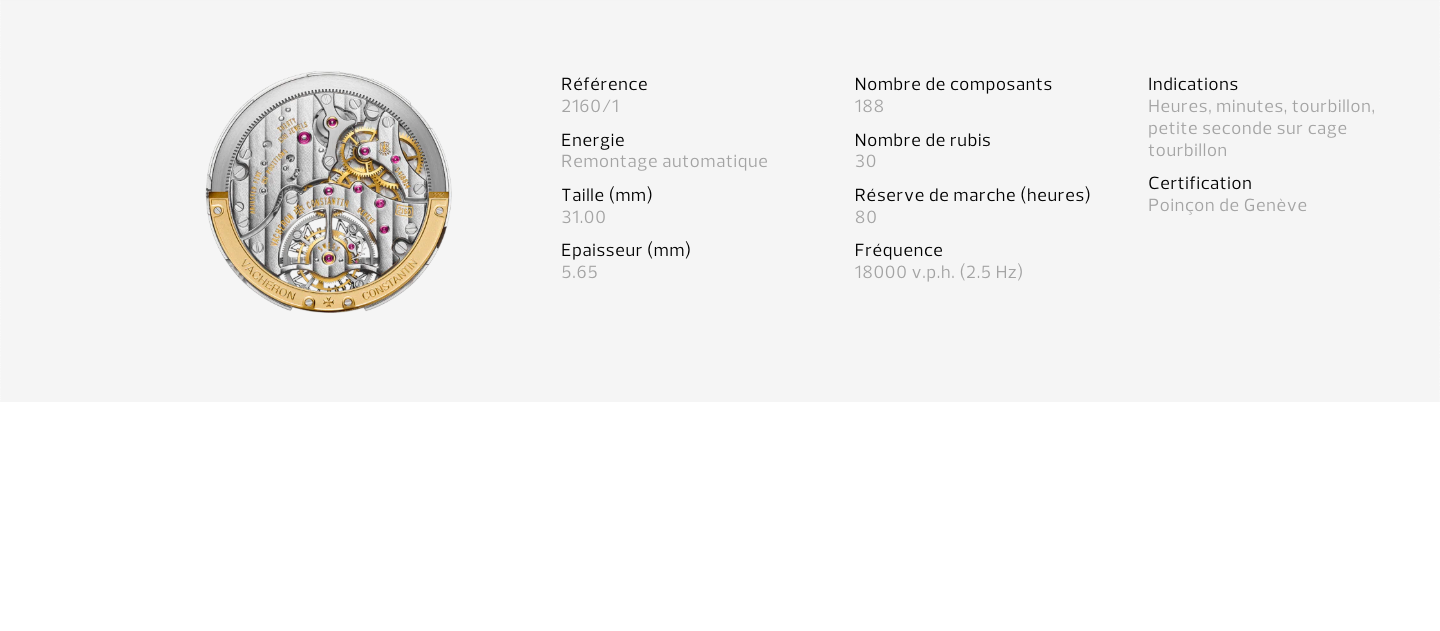 VACHERON CONSTANTIN
Référence
2160/1
Energie
Remontage automatique
Taille (mm)
31.00
Epaisseur (mm)
5.65
Nombre de composants
188
Nombre de rubis
30
Réserve de marche (heures)
80
Fréquence
18000 v.p.h. (2.5 Hz)
Indications
Heures, minutes, tourbillon,
petite seconde sur cage
tourbillon
Certification
Poinçon de Genève